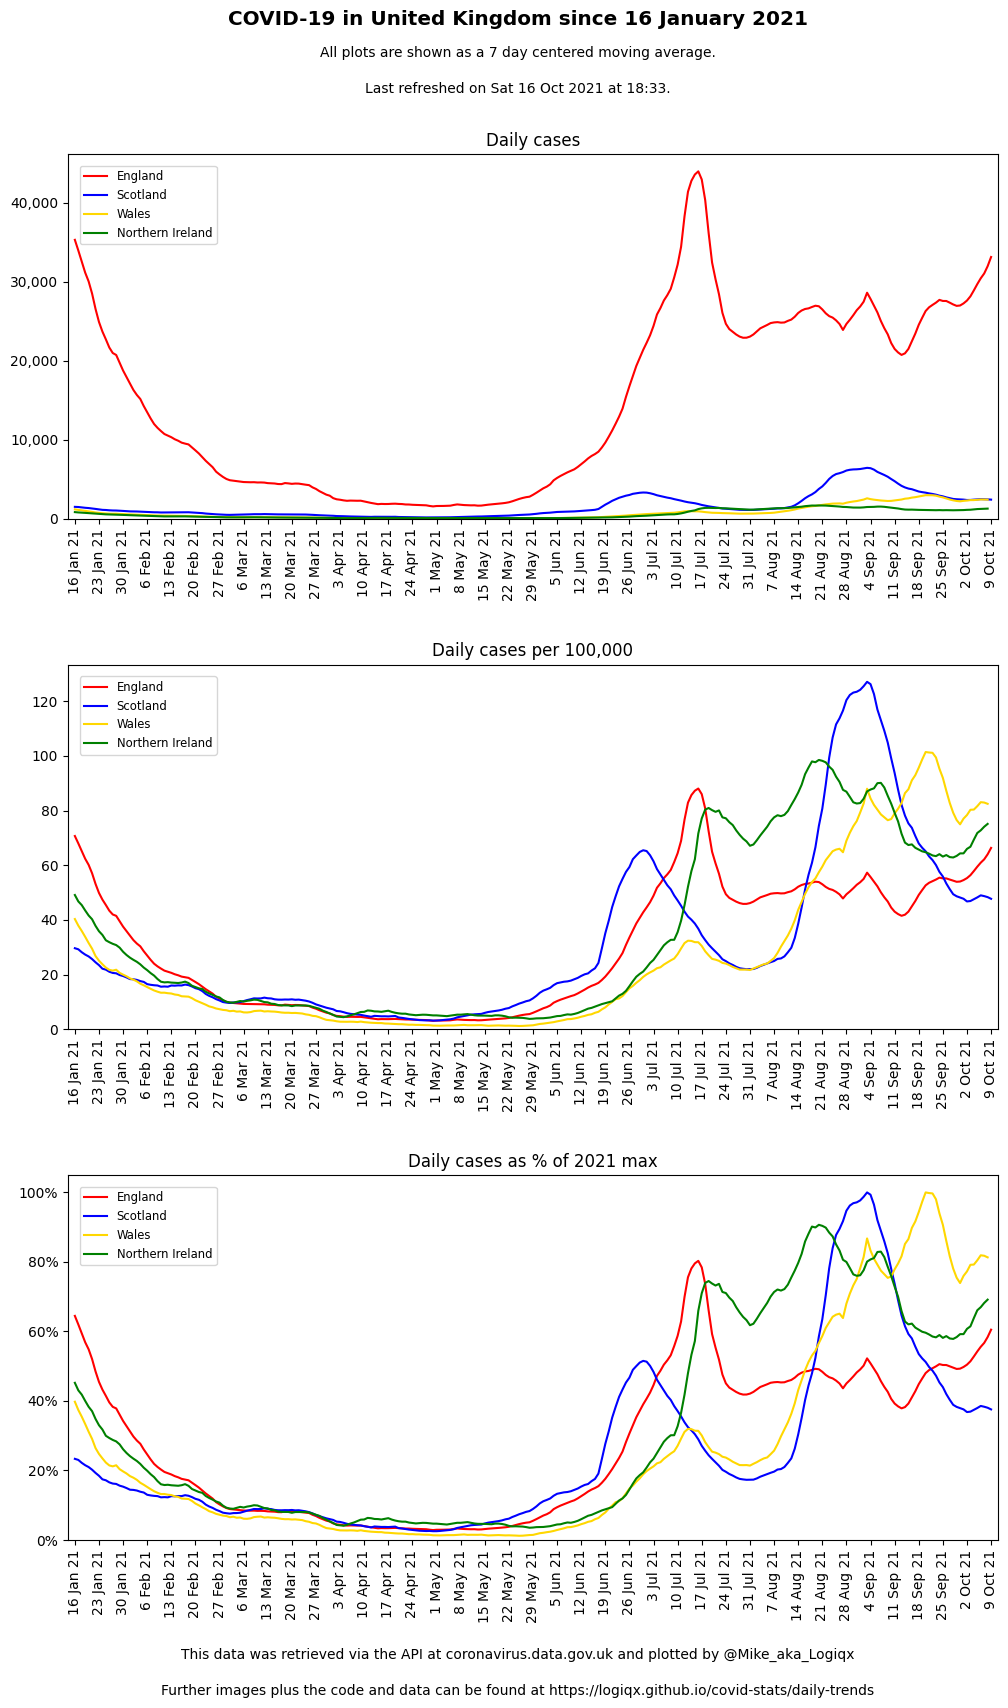 COVID-19 in United Kingdom since 16 January 2021
All plots are shown as a 7 day centered moving average.
Last refreshed on Sat 16 Oct 2021 at 18:33.
Daily cases
England
Scotland
Wales
Northern Ireland
40,000
30,000
20,000
10,000
0
16 Jan 21
23 Jan 21
30 Jan 21
6 Feb 21
13 Feb 21
20 Feb 21
27 Feb 21
6 Mar 21
13 Mar 21
20 Mar 21
27 Mar 21
3 Apr 21
10 Apr 21
17 Apr 21
24 Apr 21
1 May 21
8 May 21
15 May 21
22 May 21
29 May 21
5 Jun 21
12 Jun 21
19 Jun 21
26 Jun 21
3 Jul 21
10 Jul 21
17 Jul 21
24 Jul 21
31 Jul 21
7 Aug 21
14 Aug 21
21 Aug 21
28 Aug 21
4 Sep 21
11 Sep 21
18 Sep 21
25 Sep 21
2 Oct 21
9 Oct 21
Daily cases per 100,000
England
Scotland
Wales
Northern Ireland
120
100
80
60
40
20
0
16 Jan 21
23 Jan 21
30 Jan 21
6 Feb 21
13 Feb 21
20 Feb 21
27 Feb 21
6 Mar 21
13 Mar 21
20 Mar 21
27 Mar 21
3 Apr 21
10 Apr 21
17 Apr 21
24 Apr 21
1 May 21
8 May 21
15 May 21
22 May 21
29 May 21
5 Jun 21
12 Jun 21
19 Jun 21
26 Jun 21
3 Jul 21
10 Jul 21
17 Jul 21
24 Jul 21
31 Jul 21
7 Aug 21
14 Aug 21
21 Aug 21
28 Aug 21
4 Sep 21
11 Sep 21
18 Sep 21
25 Sep 21
2 Oct 21
9 Oct 21
Daily cases as % of 2021 max
England
Scotland
Wales
Northern Ireland
100%
80%
60%
40%
20%
0%
16 Jan 21
23 Jan 21
30 Jan 21
6 Feb 21
13 Feb 21
20 Feb 21
27 Feb 21
6 Mar 21
13 Mar 21
20 Mar 21
27 Mar 21
3 Apr 21
10 Apr 21
17 Apr 21
24 Apr 21
1 May 21
8 May 21
15 May 21
22 May 21
29 May 21
5 Jun 21
12 Jun 21
19 Jun 21
26 Jun 21
3 Jul 21
10 Jul 21
17 Jul 21
24 Jul 21
31 Jul 21
7 Aug 21
14 Aug 21
21 Aug 21
28 Aug 21
4 Sep 21
11 Sep 21
18 Sep 21
25 Sep 21
2 Oct 21
9 Oct 21
This data was retrieved via the API at coronavirus.data.gov.uk and plotted by @Mike_aka_Logiqx
Further images plus the code and data can be found at https://logiqx.github.io/covid-stats/daily-trends